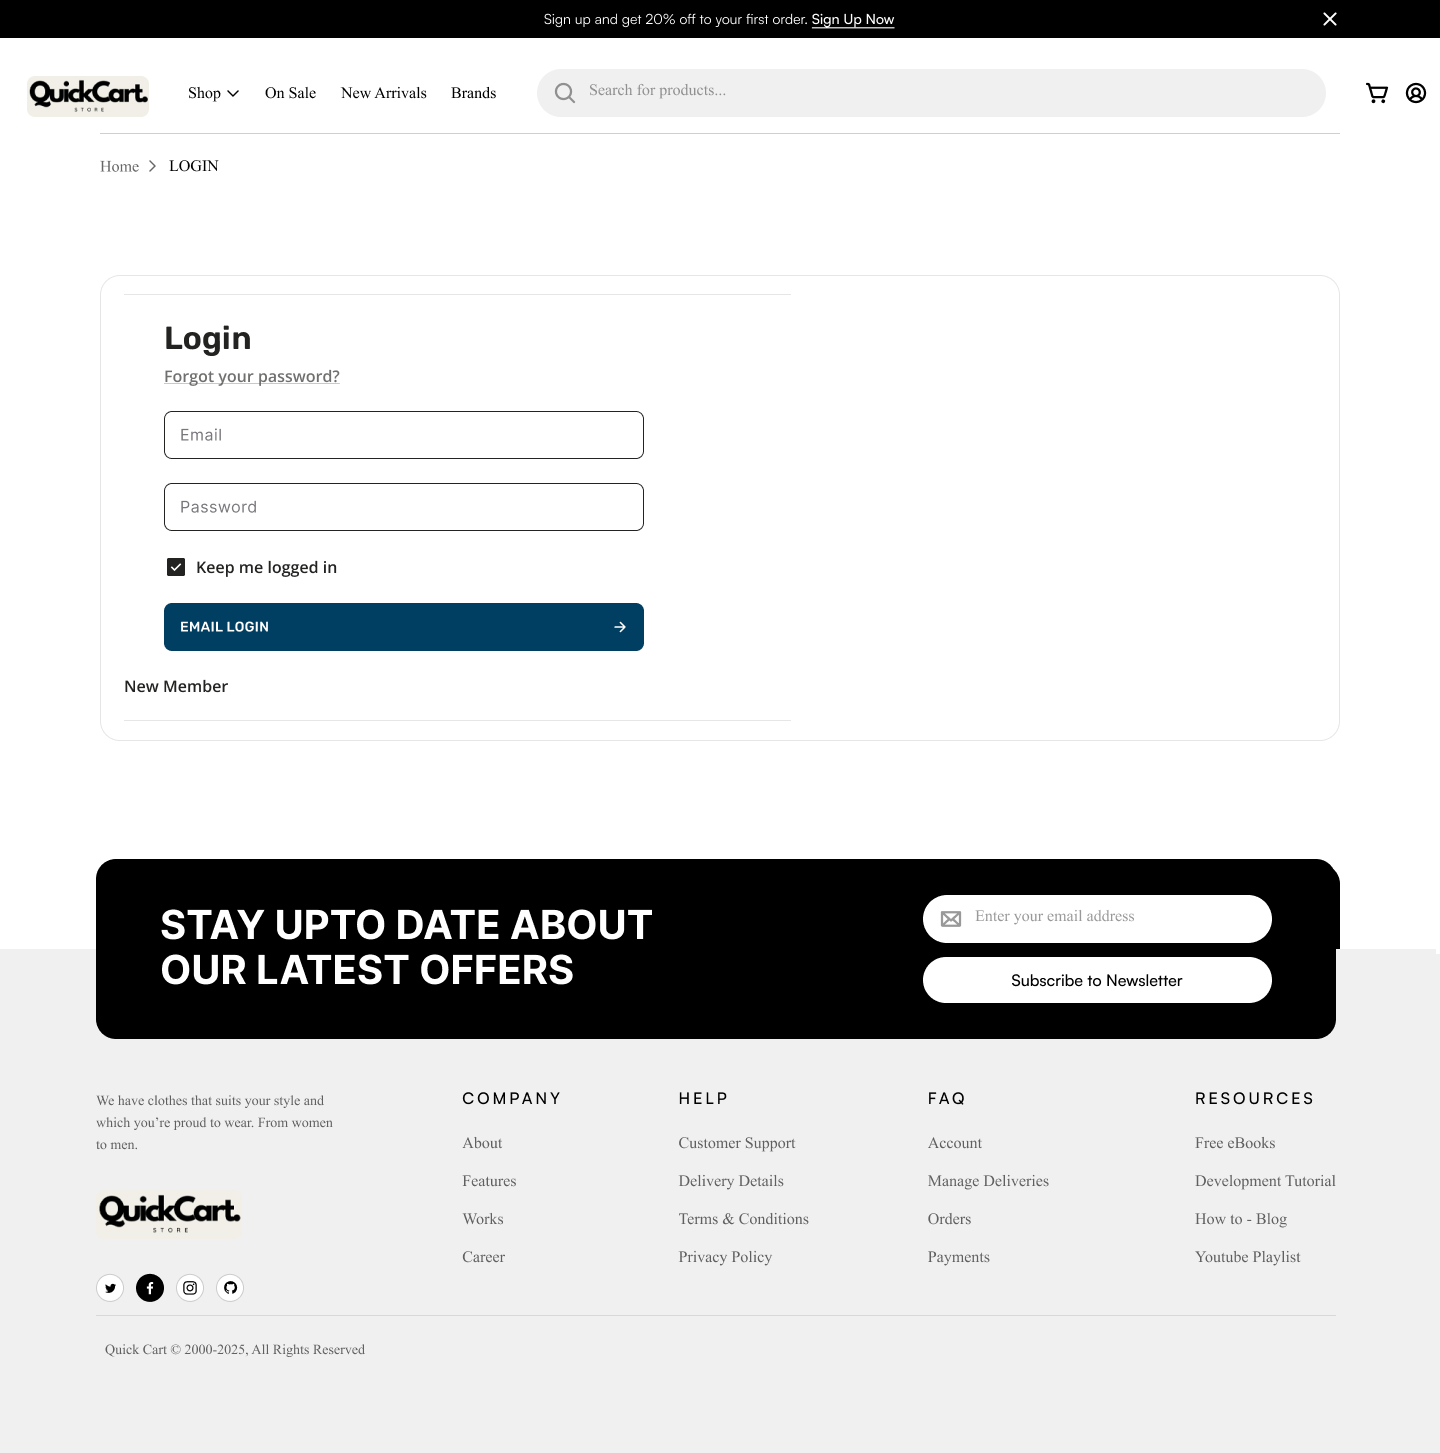 Sign up and get 20% off to your first order. Sign Up Now
QuickCart.
STORE
Shop
On Sale
New Arrivals
Brands
Search for products...
Home
LOGIN
Login
Forgot your password?
Email
Password
Keep me logged in
EMAIL LOGIN
New Member
STAY UPTO DATE ABOUT
OUR LATEST OFFERS
Enter your email address
Subscribe to Newsletter
We have clothes that suits your style and
which you’re proud to wear. From women
to men.
QuickCart.
STORE
COMPANY
About
Features
Works
Career
HELP
Customer Support
Delivery Details
Terms & Conditions
Privacy Policy
FAQ
Account
Manage Deliveries
Orders
Payments
RESOURCES
Free eBooks
Development Tutorial
How to - Blog
Youtube Playlist
Quick Cart © 2000-2025, All Rights Reserved